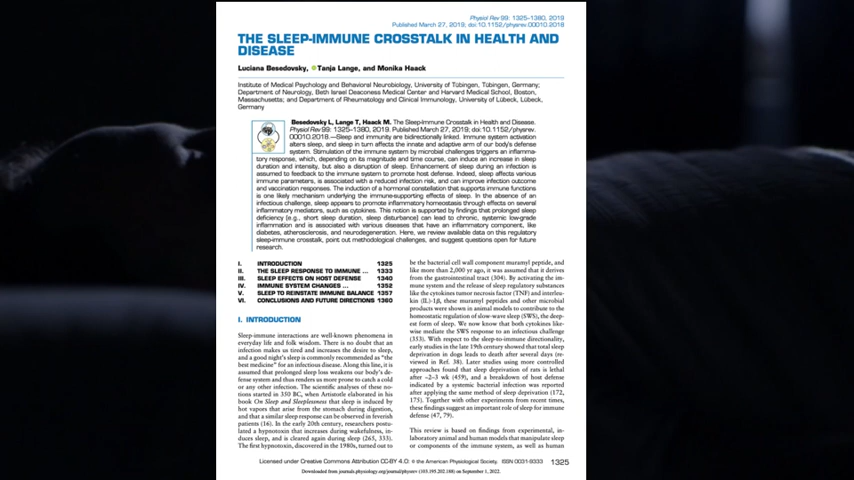 Physiol Rev 99: 1325–1380, 2019
Published March 27, 2019; doi:10.1152/physrev.00010.2018
THE SLEEP-IMMUNE CROSSTALK IN HEALTH AND
DISEASE
Luciana Besedovsky, Tanja Lange, and Monika Haack
Institute of Medical Psychology and Behavioral Neurobiology, University of Tübingen, Tübingen, Germany;
Department of Neurology, Beth Israel Deaconess Medical Center and Harvard Medical School, Boston,
Massachusetts; and Department of Rheumatology and Clinical Immunology, University of Lübeck, Lübeck,
Germany
Besedovsky L, Lange T, Haack M. The Sleep-Immune Crosstalk in Health and Disease.
Physiol Rev 99: 1325–1380, 2019. Published March 27, 2019; doi:10.1152/physrev.
00010.2018.—Sleep and immunity are bidirectionally linked. Immune system activation
alters sleep, and sleep in turn affects the innate and adaptive arm of our body's defense
system. Stimulation of the immune system by microbial challenges triggers an inflamma-
tory response, which, depending on its magnitude and time course, can induce an increase in sleep
duration and intensity, but also a disruption of sleep. Enhancement of sleep during an infection is
assumed to feedback to the immune system to promote host defense. Indeed, sleep affects various
immune parameters, is associated with a reduced infection risk, and can improve infection outcome
and vaccination responses. The induction of a hormonal constellation that supports immune functions
is one likely mechanism underlying the immune-supporting effects of sleep. In the absence of an
infectious challenge, sleep appears to promote inflammatory homeostasis through effects on several
inflammatory mediators, such as cytokines. This notion is supported by findings that prolonged sleep
deficiency (e.g., short sleep duration, sleep disturbance) can lead to chronic, systemic low-grade
inflammation and is associated with various diseases that have an inflammatory component, like
diabetes, atherosclerosis, and neurodegeneration. Here, we review available data on this regulatory
sleep-immune crosstalk, point out methodological challenges, and suggest questions open for future
research.
I. INTRODUCTION 1325
II. THE SLEEP RESPONSE TO IMMUNE ... 1333
III. SLEEP EFFECTS ON HOST DEFENSE 1340
IV. IMMUNE SYSTEM CHANGES ... 1352
V. SLEEP TO REINSTATE IMMUNE BALANCE 1357
VI. CONCLUSIONS AND FUTURE DIRECTIONS 1360
I. INTRODUCTION
Sleep-immune interactions are well-known phenomena in
everyday life and folk wisdom. There is no doubt that an
infection makes us tired and increases the desire to sleep,
and a good night's sleep is commonly recommended as "the
best medicine" for an infectious disease. Along this line, it is
assumed that prolonged sleep loss weakens our body's de-
fense system and thus renders us more prone to catch a cold
or any other infection. The scientific analyses of these no-
tions started in 350 BC, when Aristotle elaborated in his
book On Sleep and Sleeplessness that sleep is induced by
hot vapors that arise from the stomach during digestion,
and that a similar sleep response can be observed in feverish
patients (16). In the early 20th century, researchers postu-
lated a hypnotoxin that increases during wakefulness, in-
duces sleep, and is cleared again during sleep (265, 333).
The first hypnotoxin, discovered in the 1980s, turned out to
be the bacterial cell wall component muramyl peptide, and
like more than 2,000 yr ago, it was assumed that it derives
from the gastrointestinal tract (304). By activating the im-
mune system and the release of sleep regulatory substances
like the cytokines tumor necrosis factor (TNF) and interleu-
kin (IL)-1β, these muramyl peptides and other microbial
products were shown in animal models to contribute to the
homeostatic regulation of slow-wave sleep (SWS), the deep-
est form of sleep. We now know that both cytokines like-
wise mediate the SWS response to an infectious challenge
(353). With respect to the sleep-to-immune directionality,
early studies in the late 19th century showed that total sleep
deprivation in dogs leads to death after several days (re-
viewed in Ref. 38). Later studies using more controlled
approaches found that sleep deprivation of rats is lethal
after ~2–3 wk (459), and a breakdown of host defense
indicated by a systemic bacterial infection was reported
after applying the same method of sleep deprivation (172,
175). Together with other experiments from recent times,
these findings suggest an important role of sleep for immune
defense (47, 79).
This review is based on findings from experimental, in-
laboratory animal and human models that manipulate sleep
or components of the immune system, as well as human
Licensed under Creative Commons Attribution CC-BY 4.0: © the American Physiological Society. ISSN 0031-9333 1325
Downloaded from journals.physiology.org/journal/physrev (103.195.202.188) on September 1, 2022.